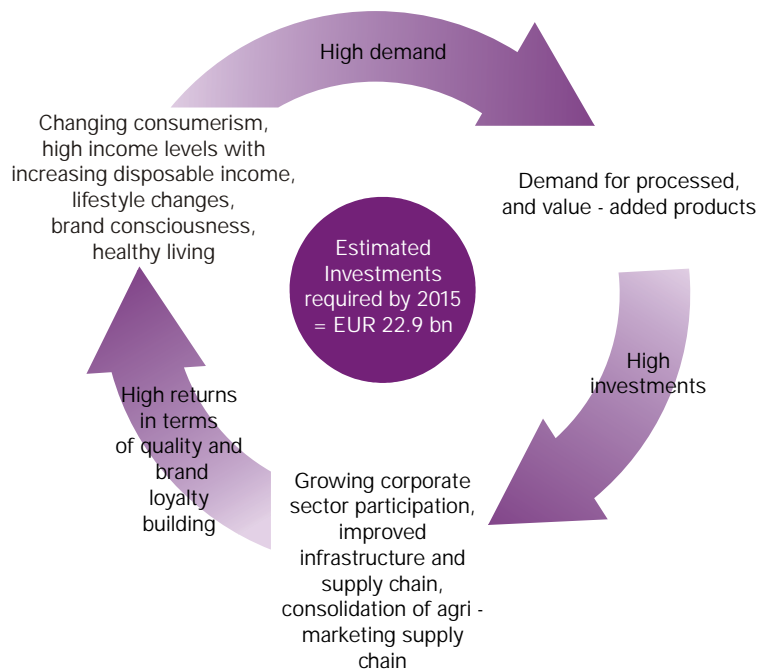 High demand
Changing consumerism,
high income levels with
increasing disposable income,
lifestyle changes,
brand consciousness,
healthy living
Demand for processed,
and value - added products
Estimated
Investments
required by 2015
= EUR 22.9 bn
High
investments
High returns
in terms
of quality and
brand
loyalty
building
Growing corporate
sector participation,
improved
infrastructure and
supply chain,
consolidation of agri -
marketing supply
chain